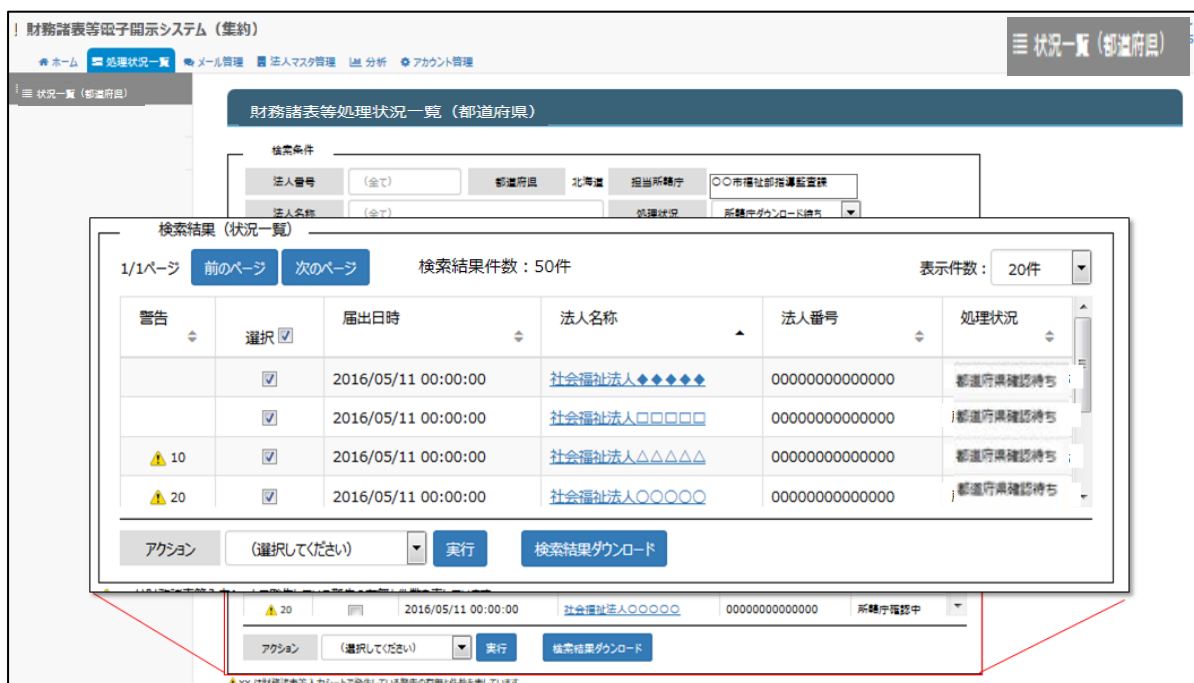 財務諸表等電子開示システム（集約）
状況一覧（都道府県）
ホーム 処理状況一覧 メール管理 法人マスタ管理 分析 アカウント管理
状況一覧（都道府県）
財務諸表等処理状況一覧（都道府県）
検索条件
法人番号 （全て） 都道府県 北海道 担当所轄庁 〇〇市福祉部指導監査課
法人名称 （全て） 処理状況 所轄庁ダウンロード待ち
検索結果（状況一覧）
1/1ページ 前のページ 次のページ 検索結果件数：50件 表示件数： 20件
警告 選択 届出日時 法人名称 法人番号 処理状況
2016/05/11 00:00:00 社会福祉法人◆◆◆◆◆ 00000000000000 都道府県確認待ち
2016/05/11 00:00:00 社会福祉法人□□□□□ 00000000000000 都道府県確認待ち
10 2016/05/11 00:00:00 社会福祉法人△△△△△ 00000000000000 都道府県確認待ち
20 2016/05/11 00:00:00 社会福祉法人〇〇〇〇〇 00000000000000 都道府県確認待ち
アクション （選択してください） 実行 検索結果ダウンロード
20 2016/05/11 00:00:00 社会福祉法人〇〇〇〇〇 00000000000000 所轄庁確認中
アクション （選択してください） 実行 検索結果ダウンロード